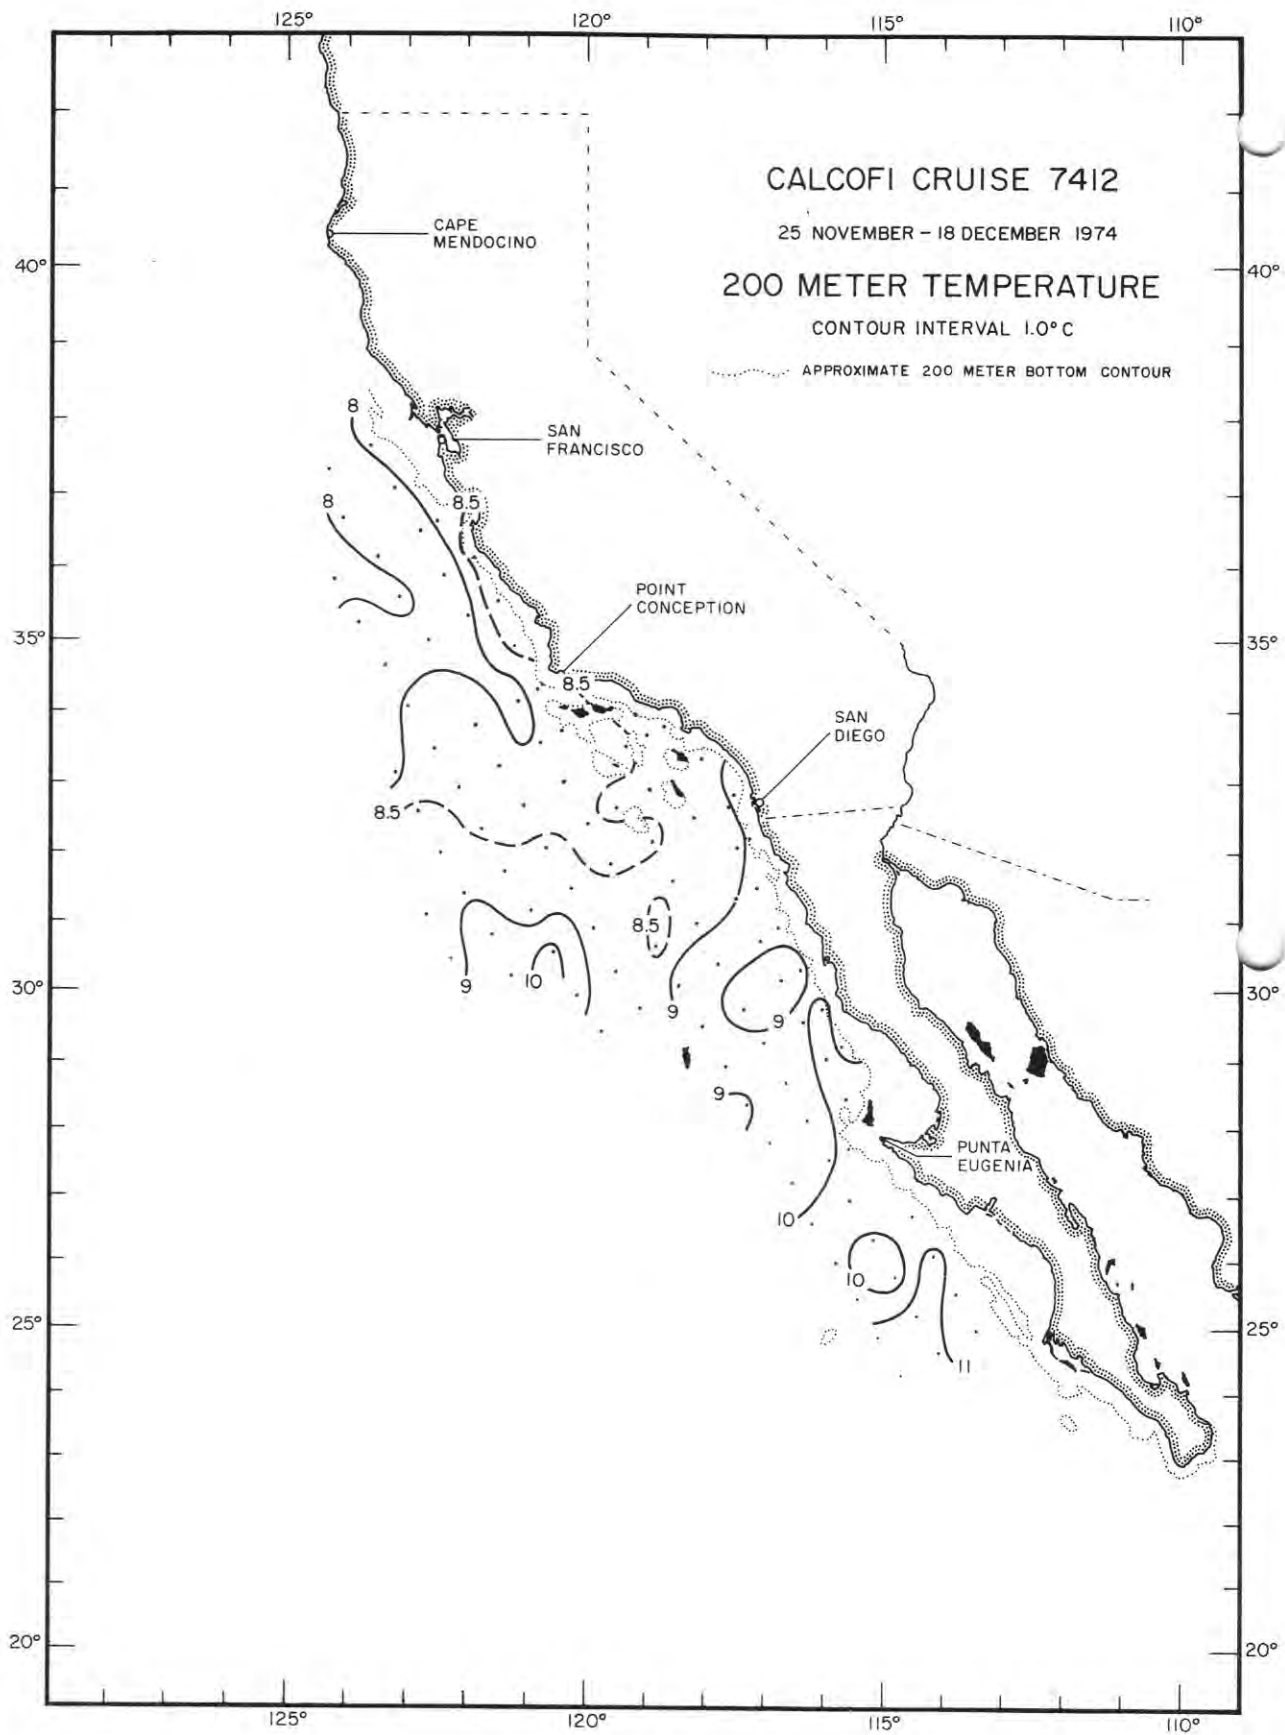 125°
120°
115°
110°
CALCOFI CRUISE 7412
25 NOVEMBER – 18 DECEMBER 1974
200 METER TEMPERATURE
CONTOUR INTERVAL 1.0° C
APPROXIMATE 200 METER BOTTOM CONTOUR
CAPE
MENDOCINO
40°
40°
8
SAN
FRANCISCO
8
8.5
POINT
CONCEPTION
35°
35°
8.5
SAN
DIEGO
8.5
8.5
9
10
30°
30°
9
9
9
PUNTA
EUGENIA
10
10
25°
25°
11
20°
20°
125°
120°
115°
110°